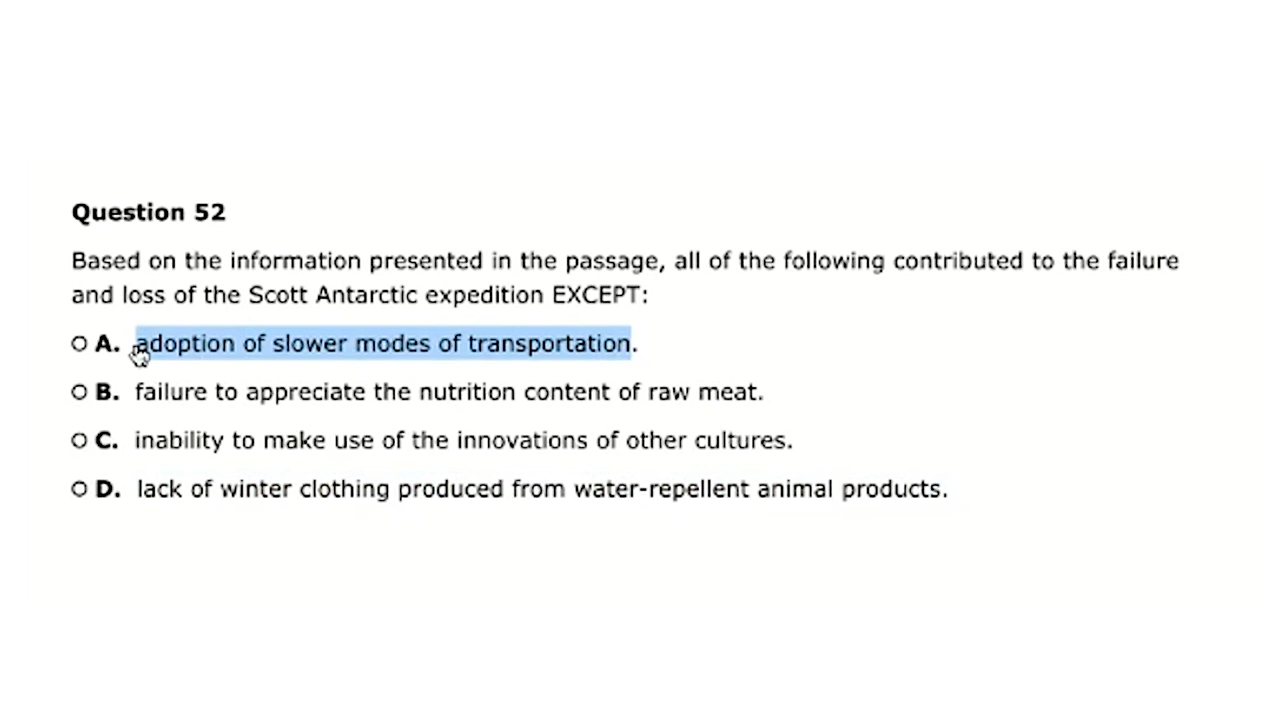 Question 52
Based on the information presented in the passage, all of the following contributed to the failure
and loss of the Scott Antarctic expedition EXCEPT:
A. adoption of slower modes of transportation.
B. failure to appreciate the nutrition content of raw meat.
C. inability to make use of the innovations of other cultures.
D. lack of winter clothing produced from water-repellent animal products.